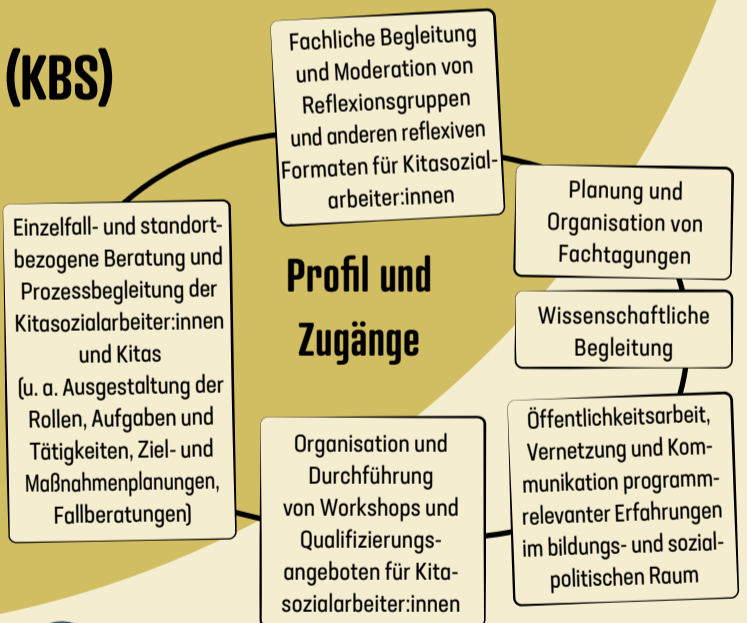 (KBS)
Fachliche Begleitung
und Moderation von
Reflexionsgruppen
und anderen reflexiven
Formaten für Kitasozial-
arbeiter:innen
Planung und
Organisation von
Fachtagungen
Wissenschaftliche
Begleitung
Öffentlichkeitsarbeit,
Vernetzung und Kom-
munikation programm-
relevanter Erfahrungen
im bildungs- und sozial-
politischen Raum
Organisation und
Durchführung
von Workshops und
Qualifizierungs-
angeboten für Kita-
sozialarbeiter:innen
Einzelfall- und standort-
bezogene Beratung und
Prozessbegleitung der
Kitasozialarbeiter:innen
und Kitas
(u. a. Ausgestaltung der
Rollen, Aufgaben und
Tätigkeiten, Ziel- und
Maßnahmenplanungen,
Fallberatungen)
Profil und
Zugänge